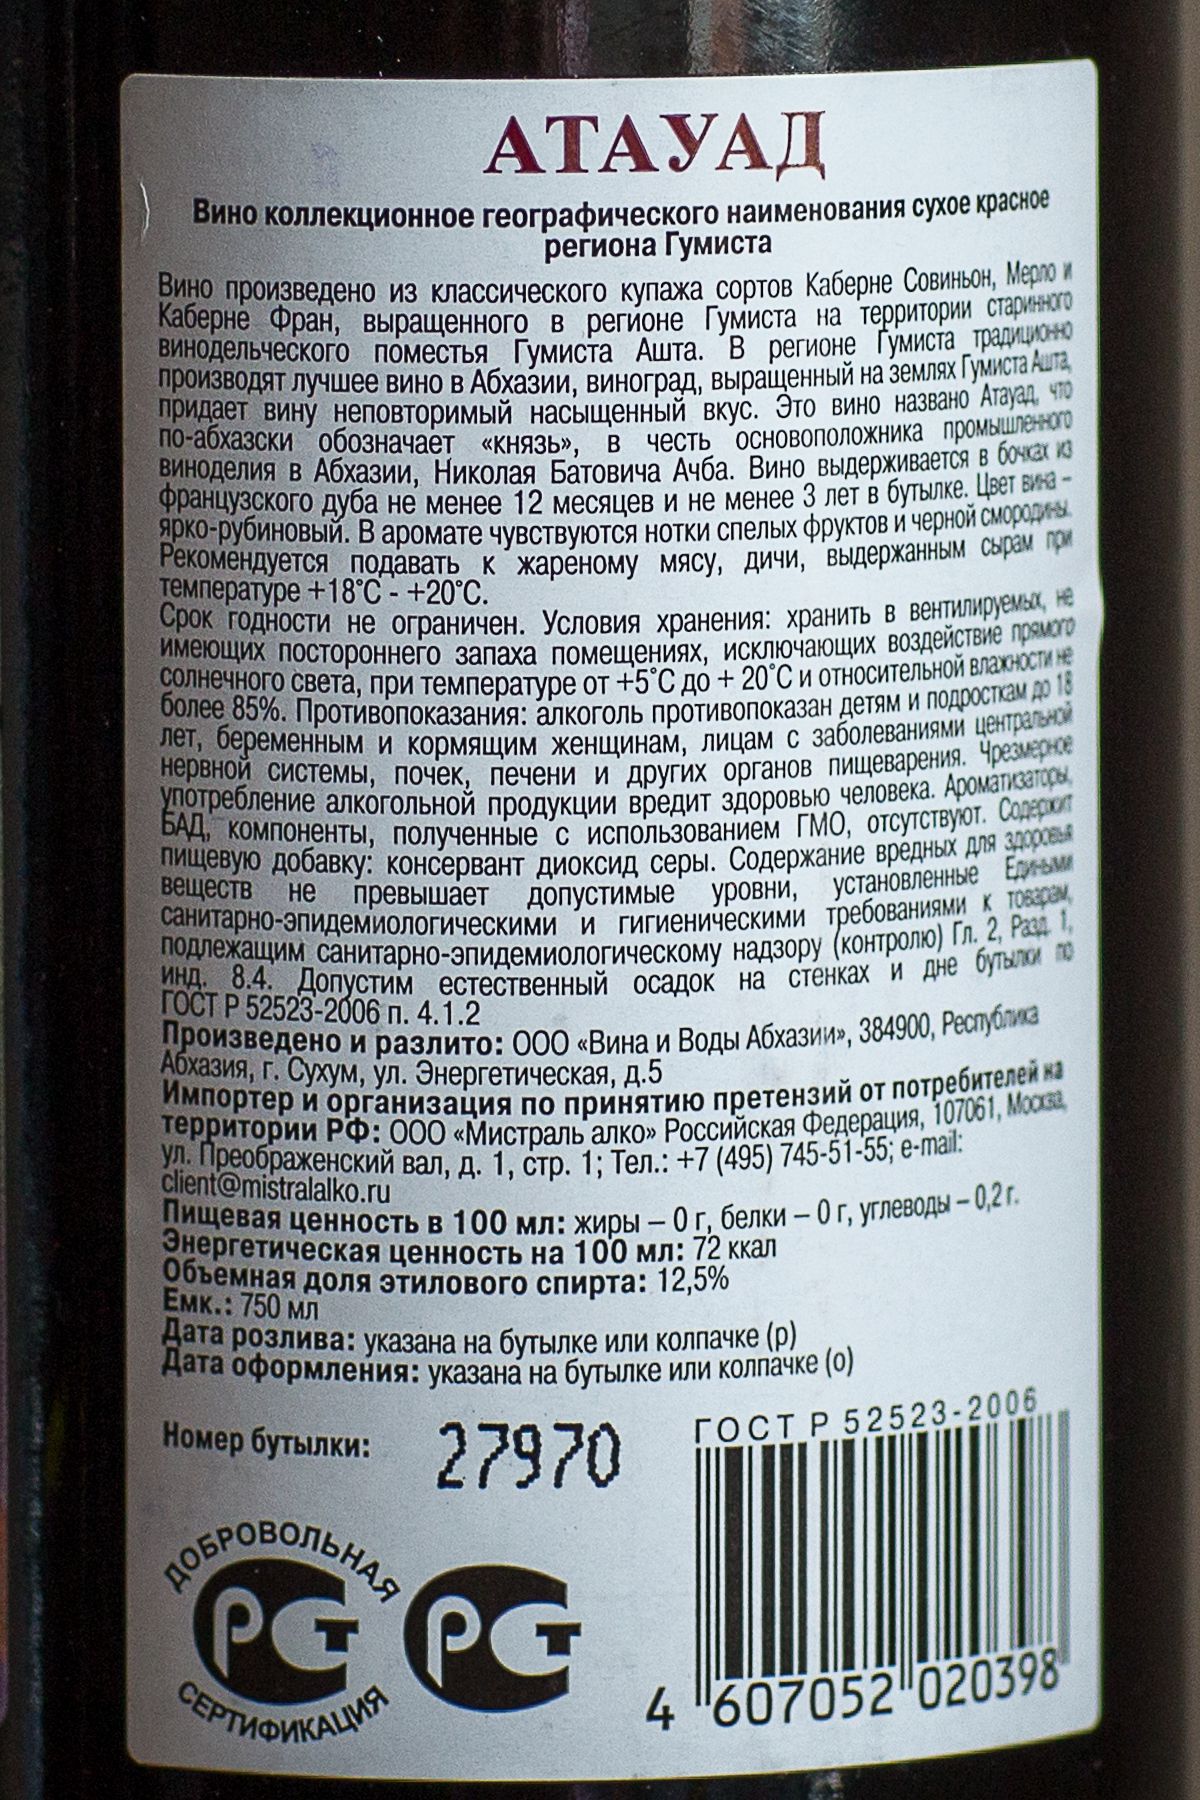 АТАУАД
Вино коллекционное географического наименования сухое красное
региона Гумиста
Вино произведено из классического купажа сортов Каберне Совиньон, Мерло и
Каберне Фран, выращенного в регионе Гумиста на территории старинного
винодельческого поместья Гумиста Ашта. В регионе Гумиста традиционно
производят лучшее вино в Абхазии, виноград, выращенный на землях Гумиста Ашта,
придает вину неповторимый насыщенный вкус. Это вино названо Атауад, что
по-абхазски обозначает «князь», в честь основоположника промышленного
виноделия в Абхазии, Николая Батовича Ачба. Вино выдерживается в бочках из
французского дуба не менее 12 месяцев и не менее 3 лет в бутылке. Цвет вина –
ярко-рубиновый. В аромате чувствуются нотки спелых фруктов и черной смородины.
Рекомендуется подавать к жареному мясу, дичи, выдержанным сырам при
температуре +18°C - +20°C.
Срок годности не ограничен. Условия хранения: хранить в вентилируемых, не
имеющих постороннего запаха помещениях, исключающих воздействие прямого
солнечного света, при температуре от +5°C до + 20°C и относительной влажности не
более 85%. Противопоказания: алкоголь противопоказан детям и подросткам до 18
лет, беременным и кормящим женщинам, лицам с заболеваниями центральной
нервной системы, почек, печени и других органов пищеварения. Чрезмерное
употребление алкогольной продукции вредит здоровью человека. Ароматизаторы,
БАД, компоненты, полученные с использованием ГМО, отсутствуют. Содержит
пищевую добавку: консервант диоксид серы. Содержание вредных для здоровья
веществ не превышает допустимые уровни, установленные Едиными
санитарно-эпидемиологическими и гигиеническими требованиями к товарам,
подлежащим санитарно-эпидемиологическому надзору (контролю) Гл. 2, Разд. 1,
инд. 8.4. Допустим естественный осадок на стенках и дне бутылки по
ГОСТ Р 52523-2006 п. 4.1.2
Произведено и разлито: ООО «Вина и Воды Абхазии», 384900, Республика
Абхазия, г. Сухум, ул. Энергетическая, д.5
Импортер и организация по принятию претензий от потребителей на
территории РФ: ООО «Мистраль алко» Российская Федерация, 107061, Москва,
ул. Преображенский вал, д. 1, стр. 1; Тел.: +7 (495) 745-51-55; e-mail:
client@mistralalko.ru
Пищевая ценность в 100 мл: жиры – 0 г, белки – 0 г, углеводы – 0,2 г.
Энергетическая ценность на 100 мл: 72 ккал
Объемная доля этилового спирта: 12,5%
Емк.: 750 мл
Дата розлива: указана на бутылке или колпачке (р)
Дата оформления: указана на бутылке или колпачке (о)
Номер бутылки: 27970
ГОСТ Р 52523-2006
ДОБРОВОЛЬНАЯ
РСТ
СЕРТИФИКАЦИЯ
РСТ
4 607052 020398